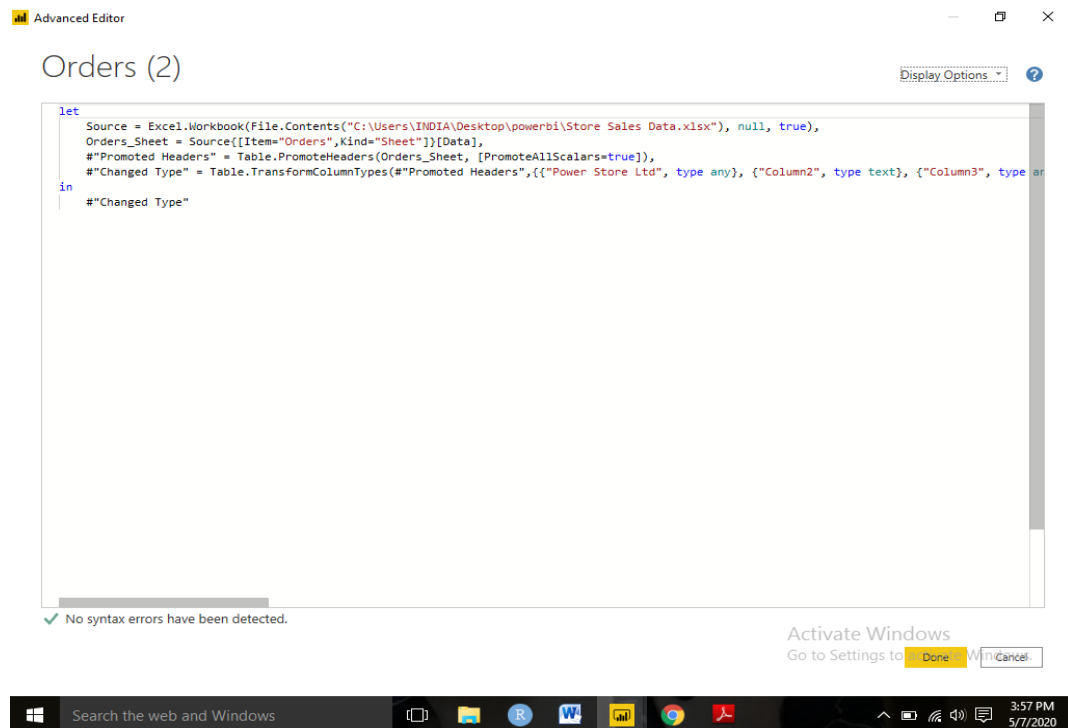 Advanced Editor
Orders (2)
Display Options
?
let
Source = Excel.Workbook(File.Contents("C:\Users\INDIA\Desktop\powerbi\Store Sales Data.xlsx"), null, true),
Orders_Sheet = Source{[Item="Orders",Kind="Sheet"]}[Data],
#"Promoted Headers" = Table.PromoteHeaders(Orders_Sheet, [PromoteAllScalars=true]),
#"Changed Type" = Table.TransformColumnTypes(#"Promoted Headers",{{"Power Store Ltd", type any}, {"Column2", type text}, {"Column3", type ar
in
#"Changed Type"
No syntax errors have been detected.
Activate Windows
Go to Settings to activate Windows.
Done
Cancel
Search the web and Windows
R
W
3:57 PM
5/7/2020